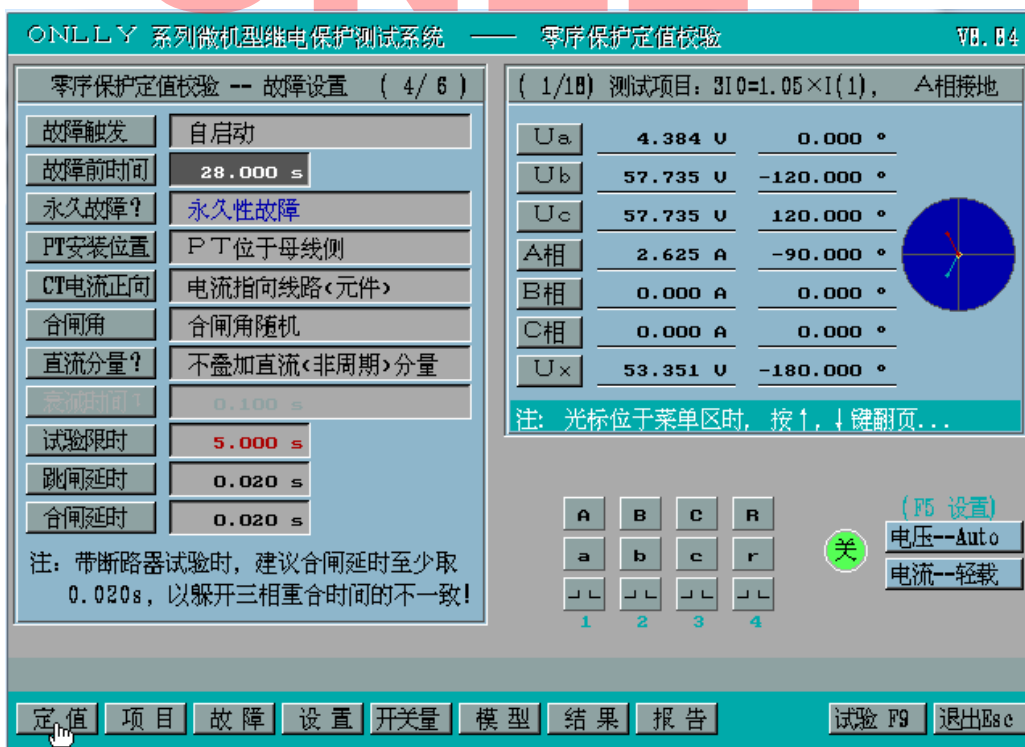 ONLLY 系列微机型继电保护测试系统 —— 零序保护定值校验 V8.B4
零序保护定值校验 -- 故障设置 ( 4/ 6 )
故障触发 自启动
故障前时间 28.000 s
永久故障? 永久性故障
PT安装位置 PT位于母线侧
CT电流正向 电流指向线路(元件)
合闸角 合闸角随机
直流分量? 不叠加直流(非周期)分量
衰减时间τ 0.100 s
试验限时 5.000 s
跳闸延时 0.020 s
合闸延时 0.020 s
注: 带断路器试验时, 建议合闸延时至少取
0.020s, 以躲开三相重合时间的不一致!
( 1/18) 测试项目: 3I0=1.05×I(1), A相接地
Ua 4.384 V 0.000 °
Ub 57.735 V -120.000 °
Uc 57.735 V 120.000 °
A相 2.625 A -90.000 °
B相 0.000 A 0.000 °
C相 0.000 A 0.000 °
Ux 53.351 V -180.000 °
注: 光标位于菜单区时, 按↑,↓键翻页...
A B C R
a b c r
1 2 3 4
关
(F5 设置)
电压--Auto
电流--轻载
定值 项目 故障 设置 开关量 模型 结果 报告 试验 F9 退出Esc